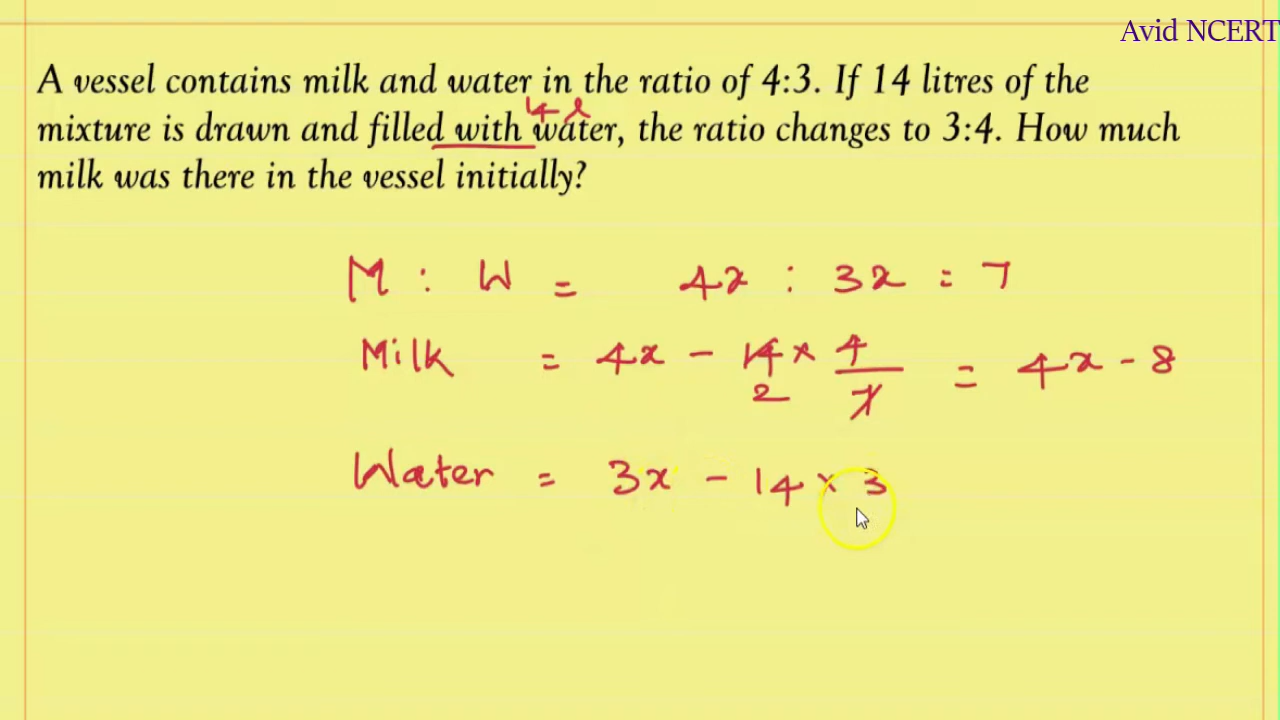 Avid NCERT
A vessel contains milk and water in the ratio of 4:3. If 14 litres of the
14 l
mixture is drawn and filled with water, the ratio changes to 3:4. How much
milk was there in the vessel initially?
M : W = 4x : 3x = 7
Milk = 4x - 14 × 4 = 4x - 8
2 7
Water = 3x - 14 × 3